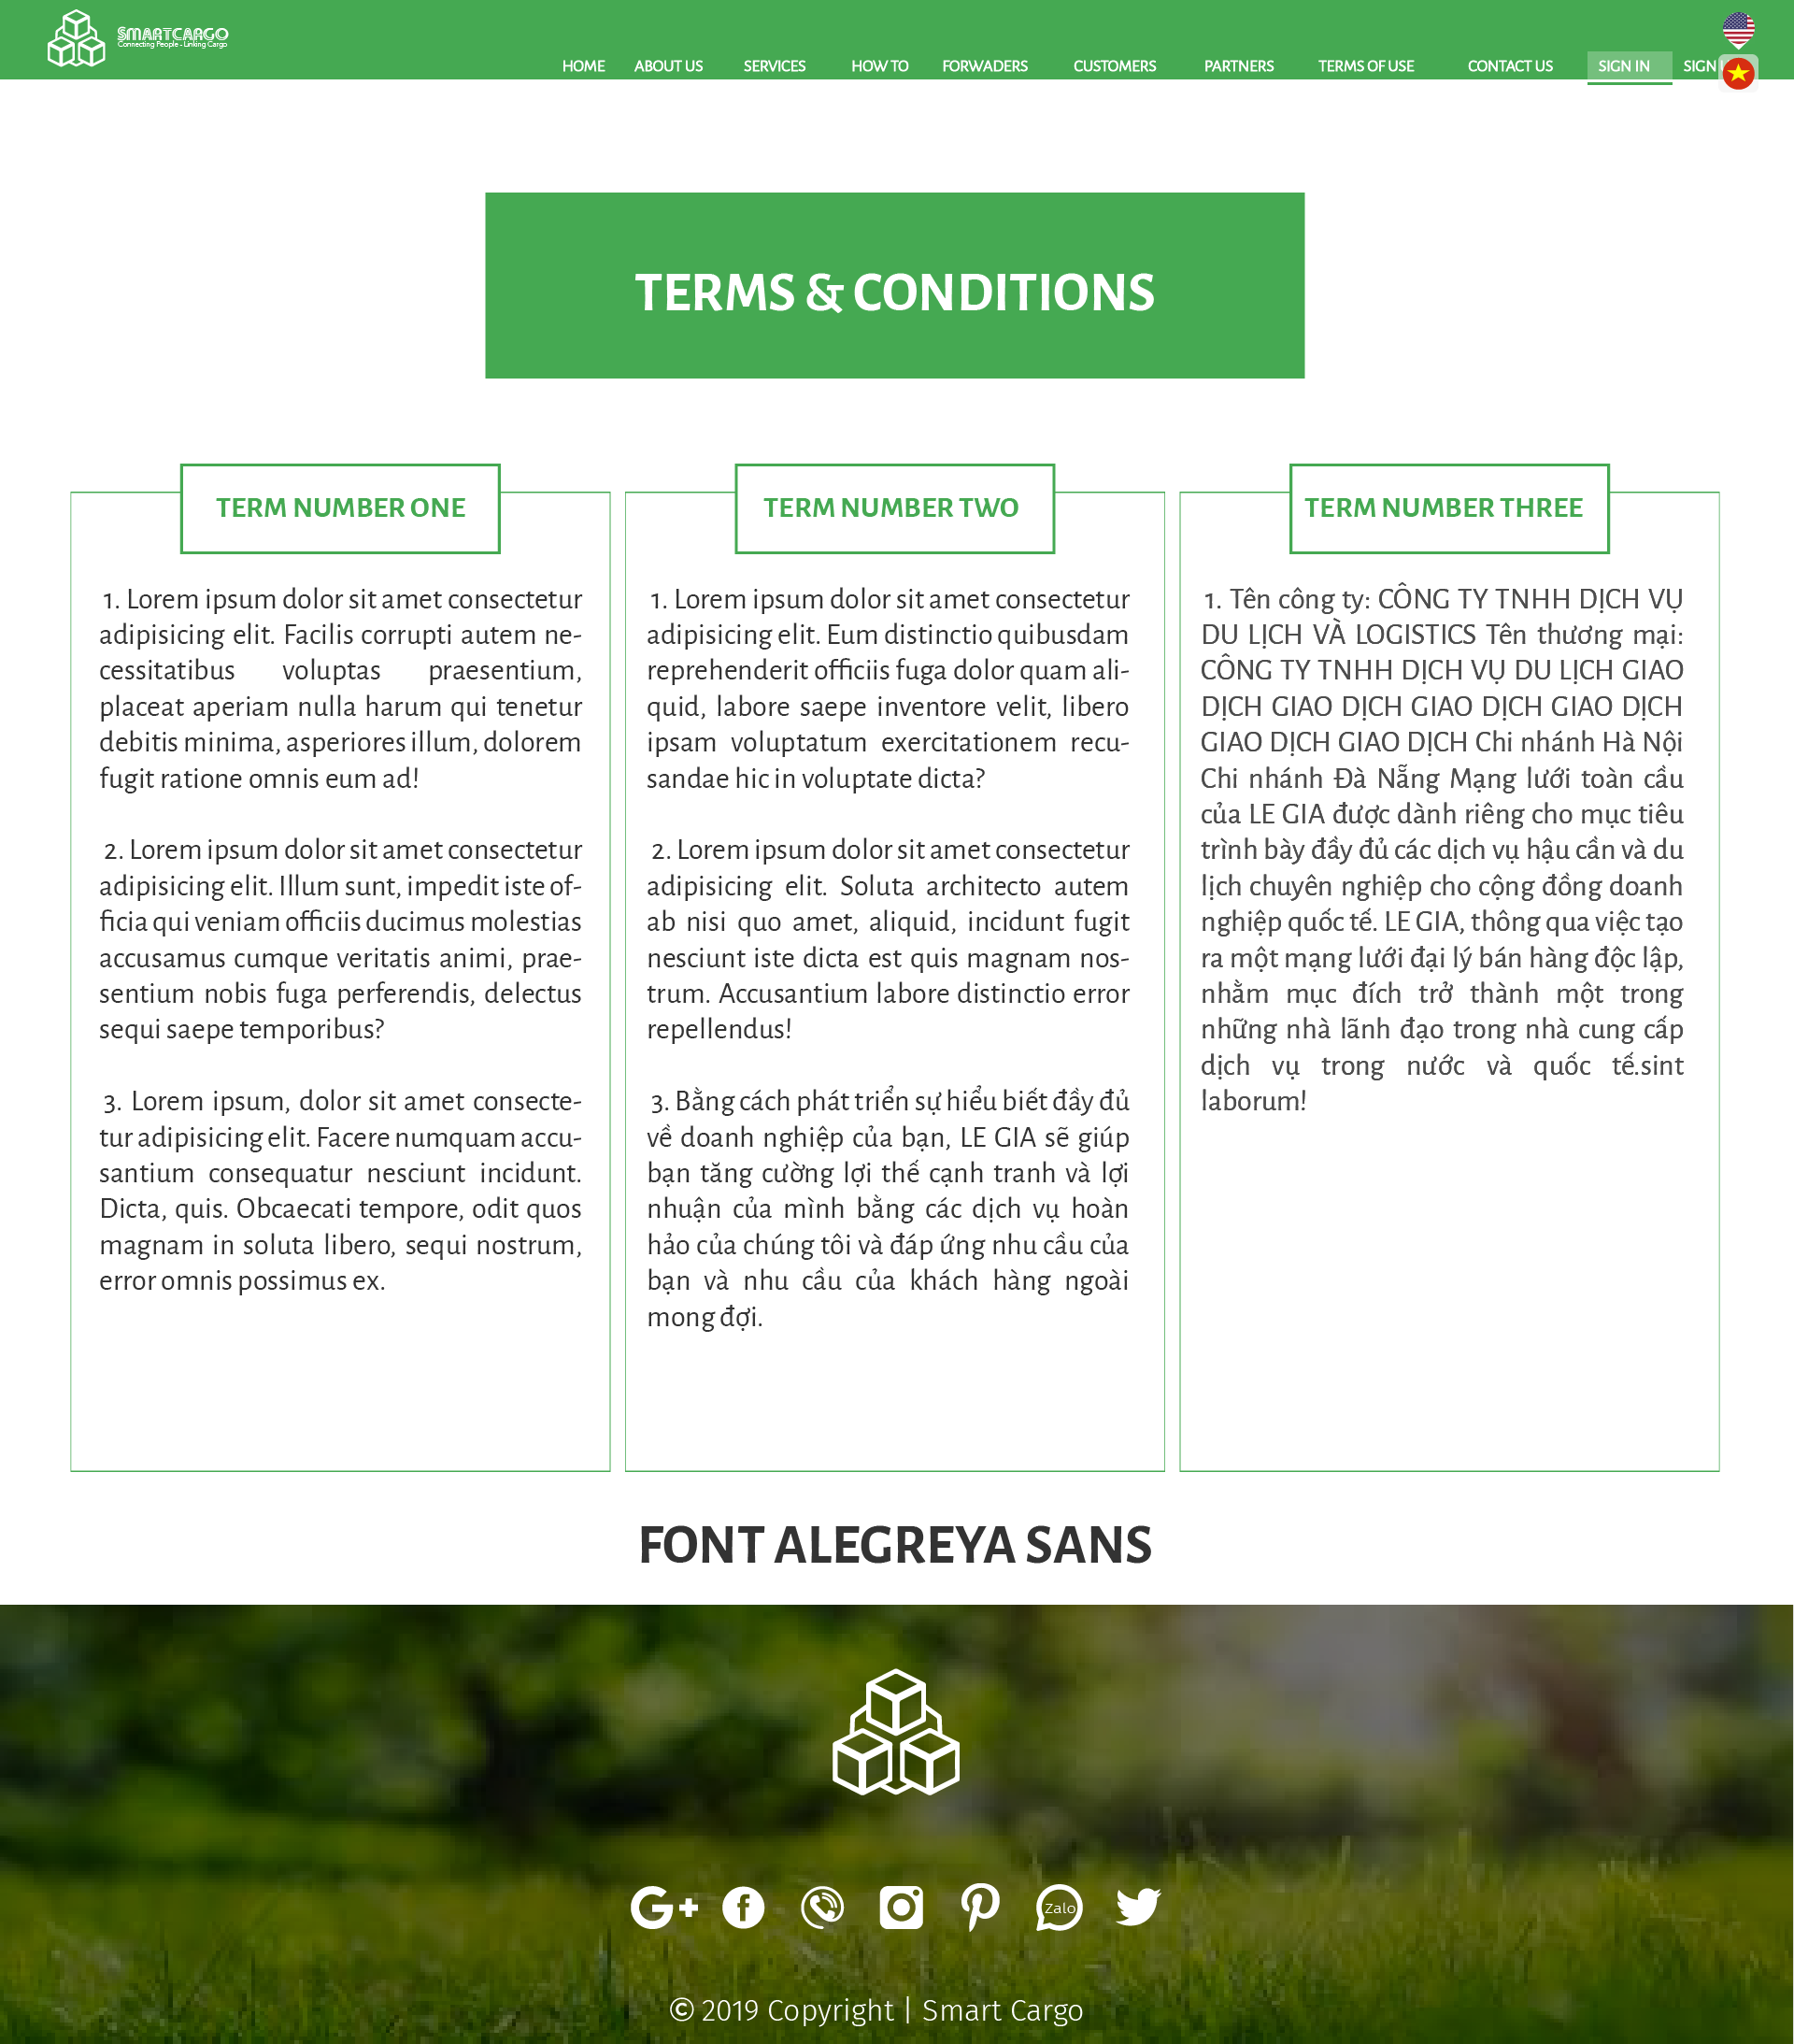 SMARTCARGO
Connecting People - Linking Cargo
HOME ABOUT US SERVICES HOW TO FORWADERS CUSTOMERS PARTNERS TERMS OF USE CONTACT US SIGN IN SIGN
TERMS & CONDITIONS
TERM NUMBER ONE
1. Lorem ipsum dolor sit amet consectetur
adipisicing elit. Facilis corrupti autem ne-
cessitatibus voluptas praesentium,
placeat aperiam nulla harum qui tenetur
debitis minima, asperiores illum, dolorem
fugit ratione omnis eum ad!
2. Lorem ipsum dolor sit amet consectetur
adipisicing elit. Illum sunt, impedit iste of-
ficia qui veniam officiis ducimus molestias
accusamus cumque veritatis animi, prae-
sentium nobis fuga perferendis, delectus
sequi saepe temporibus?
3. Lorem ipsum, dolor sit amet consecte-
tur adipisicing elit. Facere numquam accu-
santium consequatur nesciunt incidunt.
Dicta, quis. Obcaecati tempore, odit quos
magnam in soluta libero, sequi nostrum,
error omnis possimus ex.
TERM NUMBER TWO
1. Lorem ipsum dolor sit amet consectetur
adipisicing elit. Eum distinctio quibusdam
reprehenderit officiis fuga dolor quam ali-
quid, labore saepe inventore velit, libero
ipsam voluptatum exercitationem recu-
sandae hic in voluptate dicta?
2. Lorem ipsum dolor sit amet consectetur
adipisicing elit. Soluta architecto autem
ab nisi quo amet, aliquid, incidunt fugit
nesciunt iste dicta est quis magnam nos-
trum. Accusantium labore distinctio error
repellendus!
3. Bằng cách phát triển sự hiểu biết đầy đủ
về doanh nghiệp của bạn, LE GIA sẽ giúp
bạn tăng cường lợi thế cạnh tranh và lợi
nhuận của mình bằng các dịch vụ hoàn
hảo của chúng tôi và đáp ứng nhu cầu của
bạn và nhu cầu của khách hàng ngoài
mong đợi.
TERM NUMBER THREE
1. Tên công ty: CÔNG TY TNHH DỊCH VỤ
DU LỊCH VÀ LOGISTICS Tên thương mại:
CÔNG TY TNHH DỊCH VỤ DU LỊCH GIAO
DỊCH GIAO DỊCH GIAO DỊCH GIAO DỊCH
GIAO DỊCH GIAO DỊCH Chi nhánh Hà Nội
Chi nhánh Đà Nẵng Mạng lưới toàn cầu
của LE GIA được dành riêng cho mục tiêu
trình bày đầy đủ các dịch vụ hậu cần và du
lịch chuyên nghiệp cho cộng đồng doanh
nghiệp quốc tế. LE GIA, thông qua việc tạo
ra một mạng lưới đại lý bán hàng độc lập,
nhằm mục đích trở thành một trong
những nhà lãnh đạo trong nhà cung cấp
dịch vụ trong nước và quốc tế.sint
laborum!
FONT ALEGREYA SANS
Zalo
© 2019 Copyright | Smart Cargo